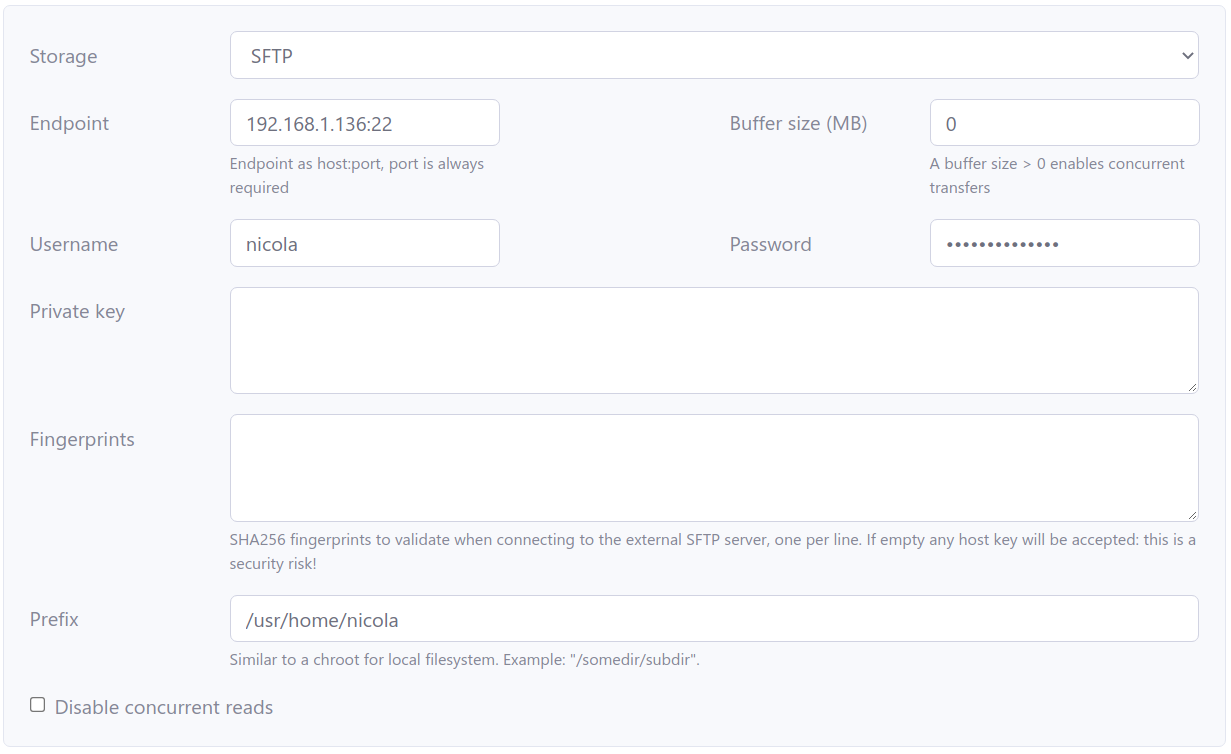 Storage
SFTP
Endpoint
192.168.1.136:22
Buffer size (MB)
0
Endpoint as host:port, port is always
required
A buffer size > 0 enables concurrent
transfers
Username
nicola
Password
••••••••••••••
Private key
Fingerprints
SHA256 fingerprints to validate when connecting to the external SFTP server, one per line. If empty any host key will be accepted: this is a
security risk!
Prefix
/usr/home/nicola
Similar to a chroot for local filesystem. Example: "/somedir/subdir".
Disable concurrent reads